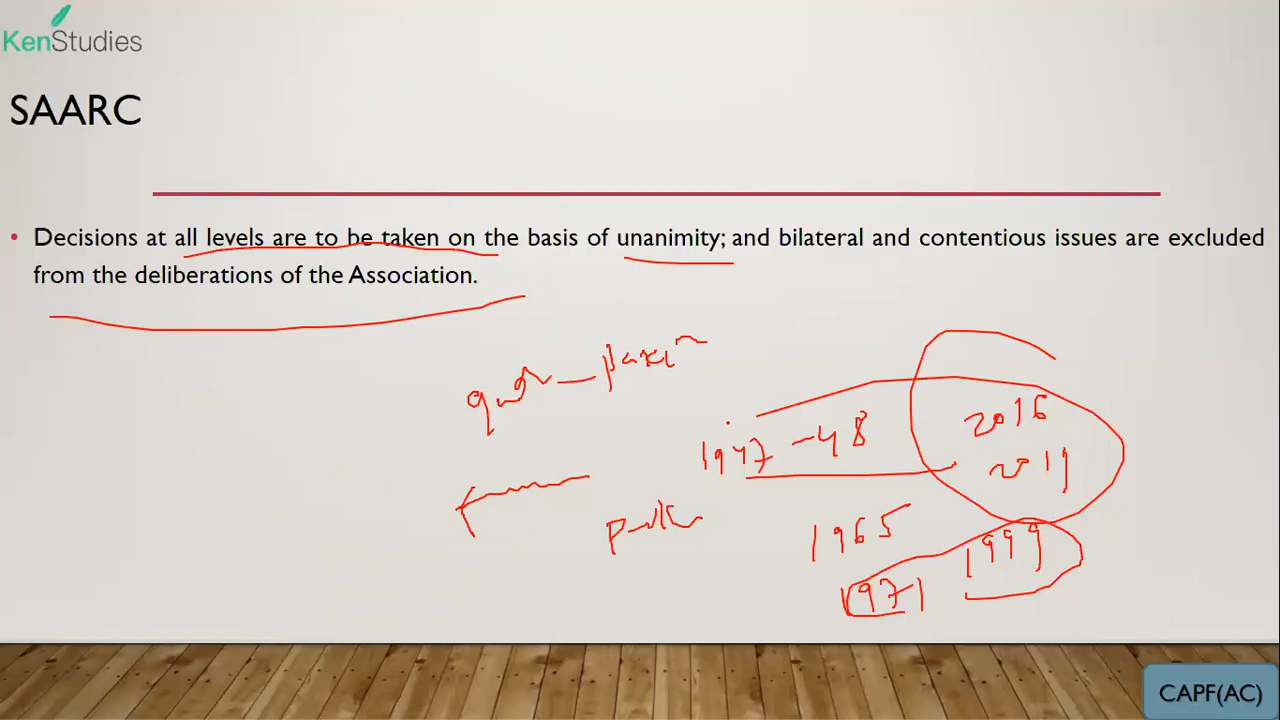 KenStudies
SAARC
• Decisions at all levels are to be taken on the basis of unanimity; and bilateral and contentious issues are excluded
from the deliberations of the Association.
1947-48
2016
2019
1965
1999
1971
CAPF(AC)